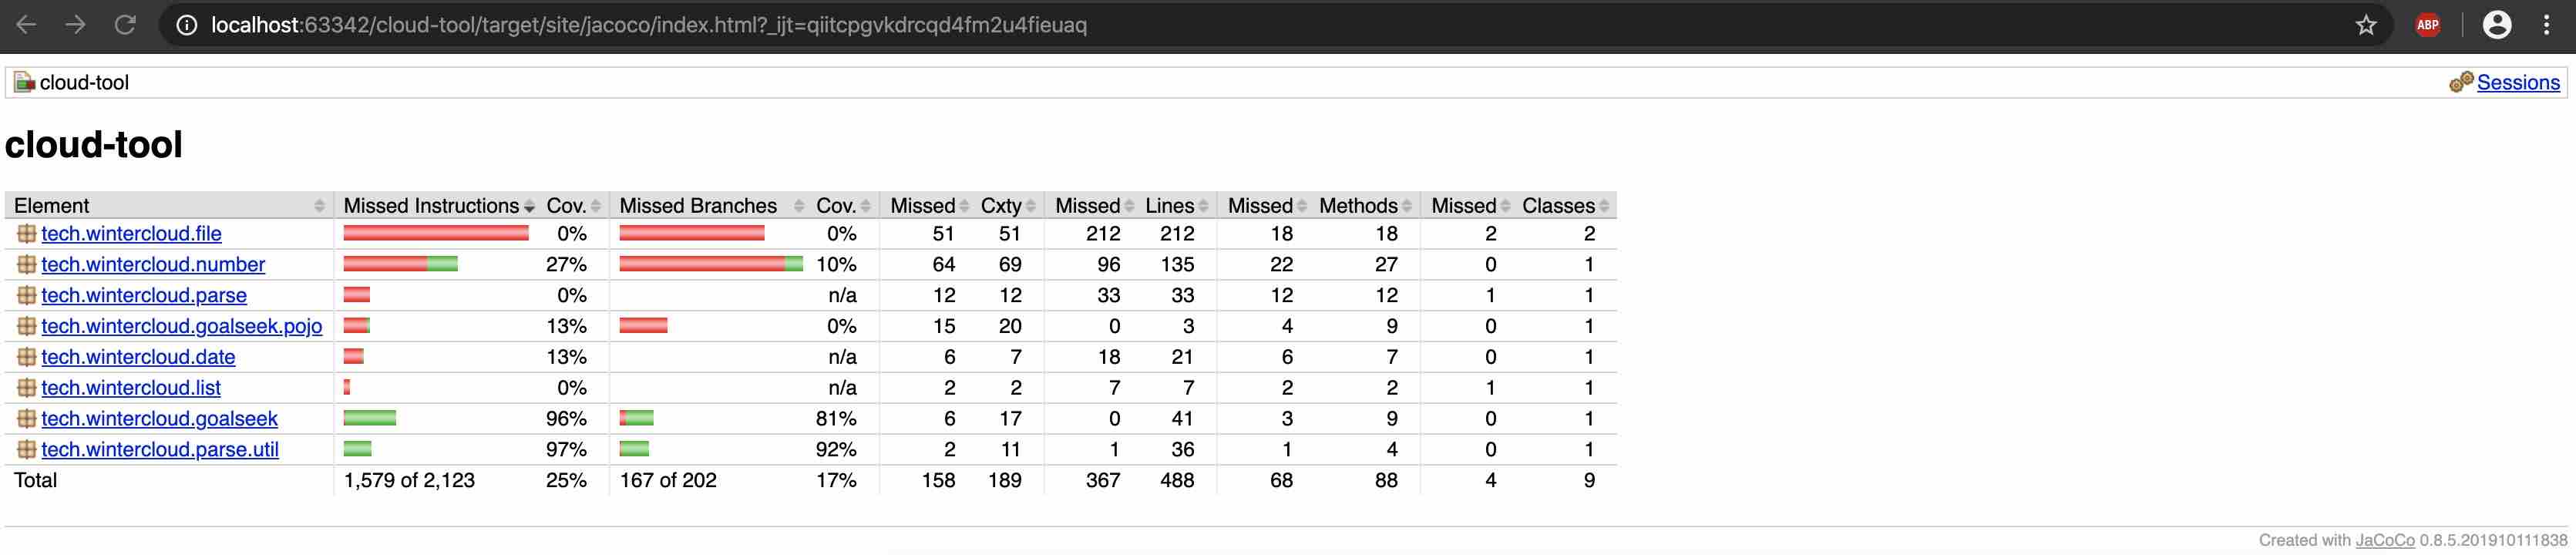 localhost:63342/cloud-tool/target/site/jacoco/index.html?_ijt=qiitcpgvkdrcqd4fm2u4fieuaq ABP
cloud-tool Sessions
cloud-tool
Element Missed Instructions Cov. Missed Branches Cov. Missed Cxty Missed Lines Missed Methods Missed Classes
tech.wintercloud.file 0% 0% 51 51 212 212 18 18 2 2
tech.wintercloud.number 27% 10% 64 69 96 135 22 27 0 1
tech.wintercloud.parse 0% n/a 12 12 33 33 12 12 1 1
tech.wintercloud.goalseek.pojo 13% 0% 15 20 0 3 4 9 0 1
tech.wintercloud.date 13% n/a 6 7 18 21 6 7 0 1
tech.wintercloud.list 0% n/a 2 2 7 7 2 2 1 1
tech.wintercloud.goalseek 96% 81% 6 17 0 41 3 9 0 1
tech.wintercloud.parse.util 97% 92% 2 11 1 36 1 4 0 1
Total 1,579 of 2,123 25% 167 of 202 17% 158 189 367 488 68 88 4 9
Created with JaCoCo 0.8.5.201910111838